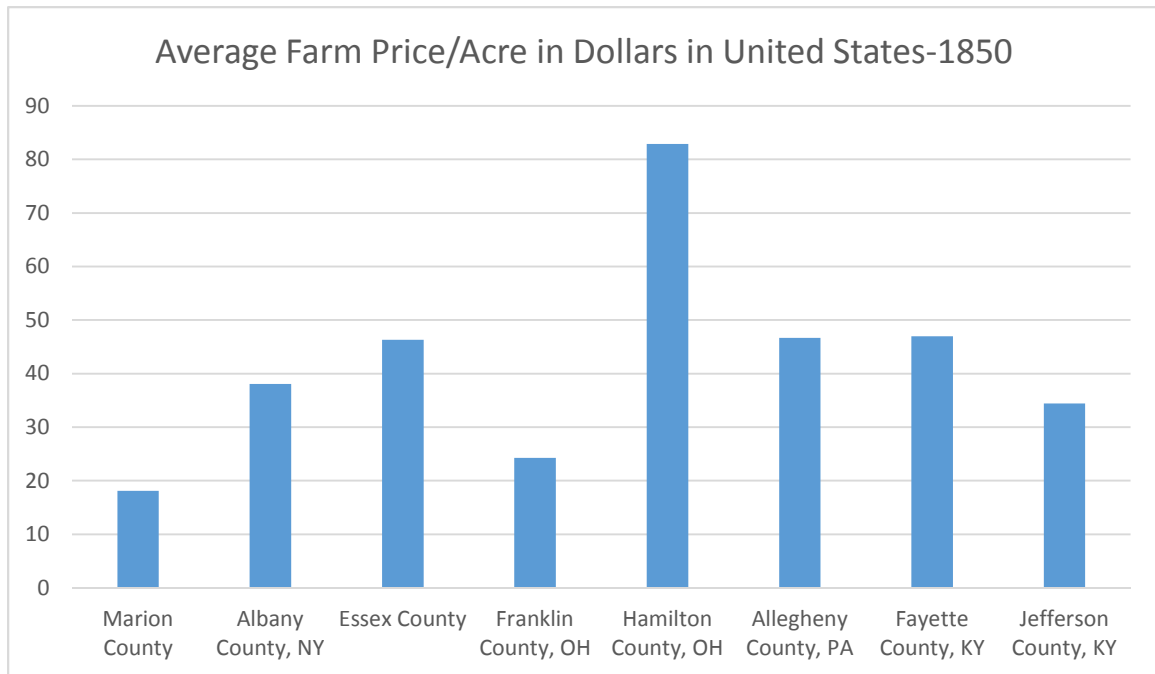 Average Farm Price/Acre in Dollars in United States-1850
90
80
70
60
50
40
30
20
10
0
Marion
County
Albany
County, NY
Essex County
Franklin
County, OH
Hamilton
County, OH
Allegheny
County, PA
Fayette
County, KY
Jefferson
County, KY